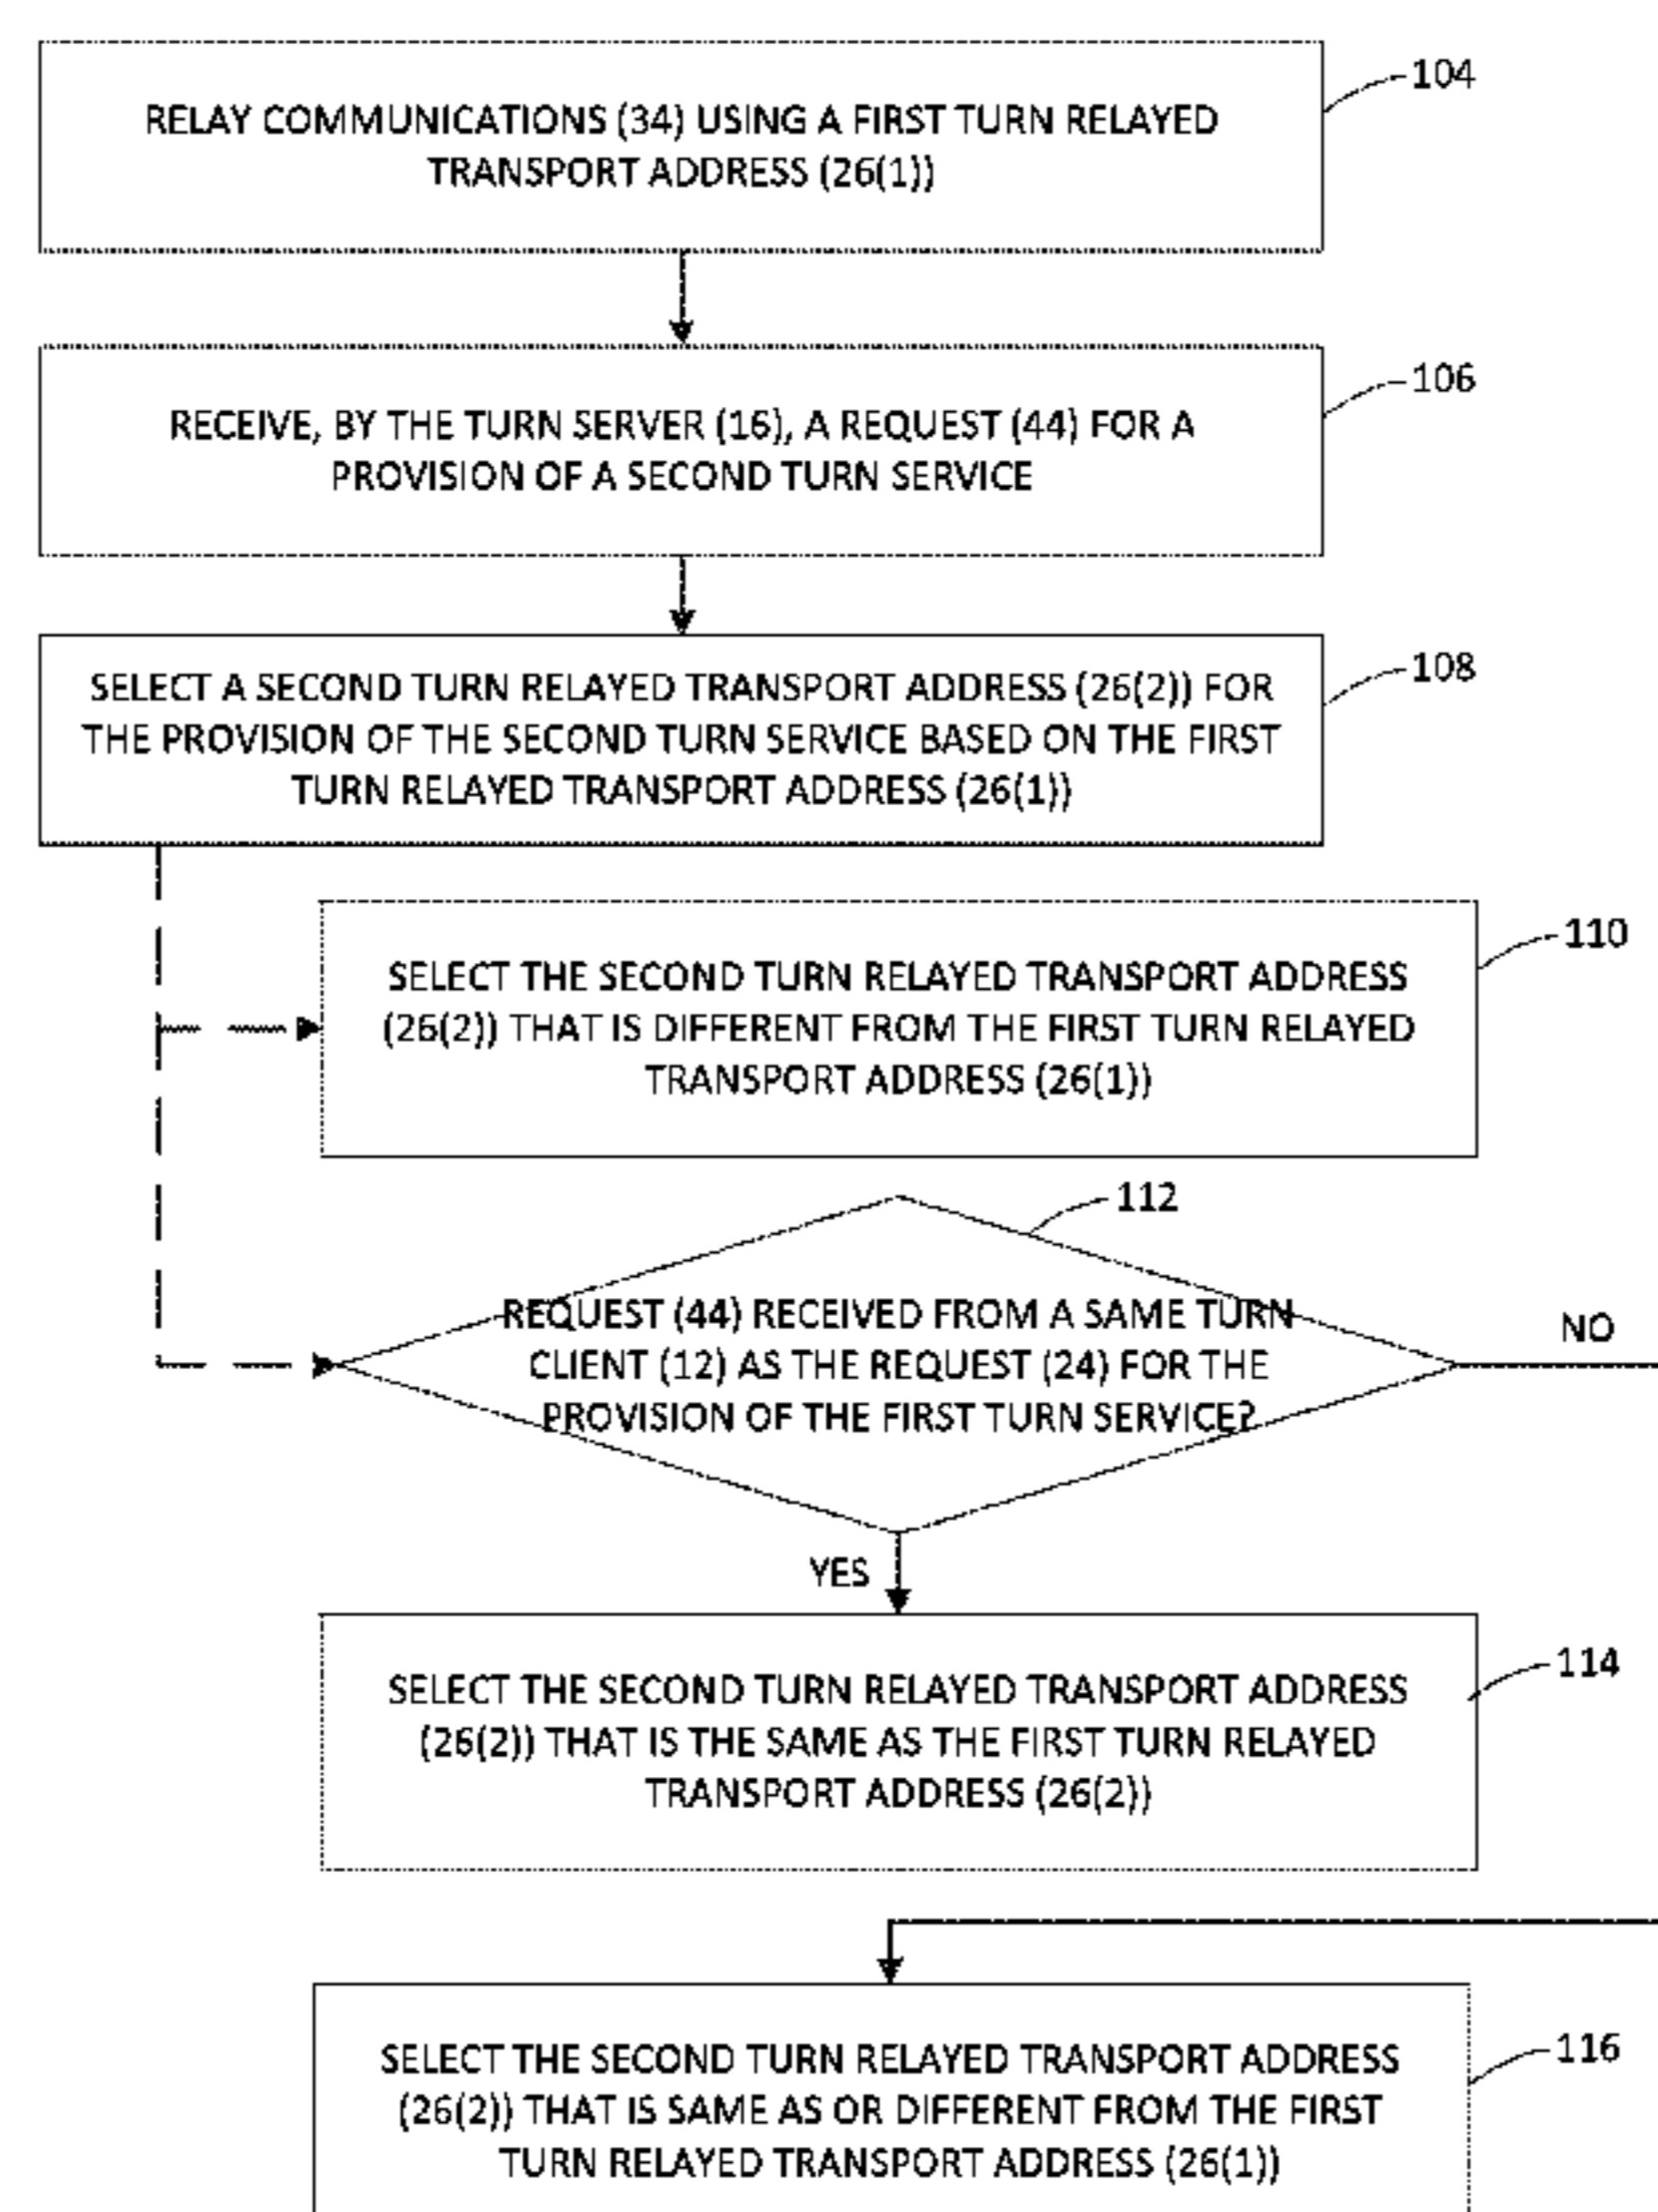 104
RELAY COMMUNICATIONS (34) USING A FIRST TURN RELAYED
TRANSPORT ADDRESS (26(1))
106
RECEIVE, BY THE TURN SERVER (16), A REQUEST (44) FOR A
PROVISION OF A SECOND TURN SERVICE
108
SELECT A SECOND TURN RELAYED TRANSPORT ADDRESS (26(2)) FOR
THE PROVISION OF THE SECOND TURN SERVICE BASED ON THE FIRST
TURN RELAYED TRANSPORT ADDRESS (26(1))
110
SELECT THE SECOND TURN RELAYED TRANSPORT ADDRESS
(26(2)) THAT IS DIFFERENT FROM THE FIRST TURN RELAYED
TRANSPORT ADDRESS (26(1))
112
REQUEST (44) RECEIVED FROM A SAME TURN
CLIENT (12) AS THE REQUEST (24) FOR THE
PROVISION OF THE FIRST TURN SERVICE?
NO
YES
114
SELECT THE SECOND TURN RELAYED TRANSPORT ADDRESS
(26(2)) THAT IS THE SAME AS THE FIRST TURN RELAYED
TRANSPORT ADDRESS (26(2))
116
SELECT THE SECOND TURN RELAYED TRANSPORT ADDRESS
(26(2)) THAT IS SAME AS OR DIFFERENT FROM THE FIRST
TURN RELAYED TRANSPORT ADDRESS (26(1))